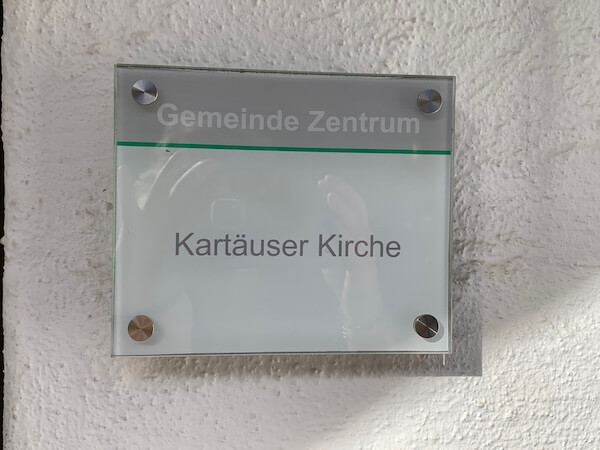 Gemeinde Zentrum
Kartäuser Kirche